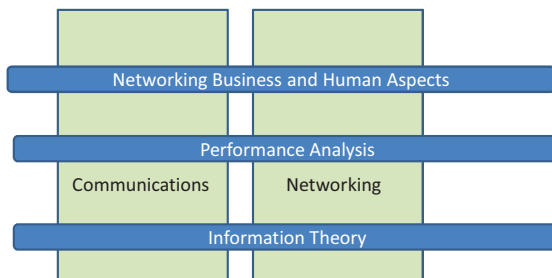 Networking Business and Human Aspects
Performance Analysis
Communications
Networking
Information Theory